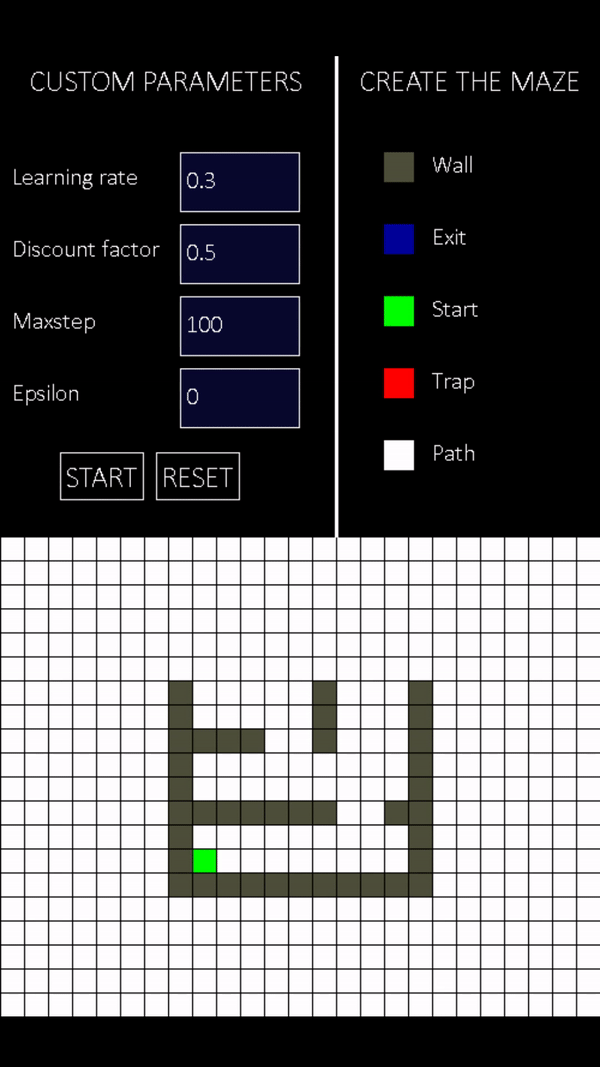 CUSTOM PARAMETERS
Learning rate
0.3
Discount factor
0.5
Maxstep
100
Epsilon
0
START
RESET
CREATE THE MAZE
Wall
Exit
Start
Trap
Path